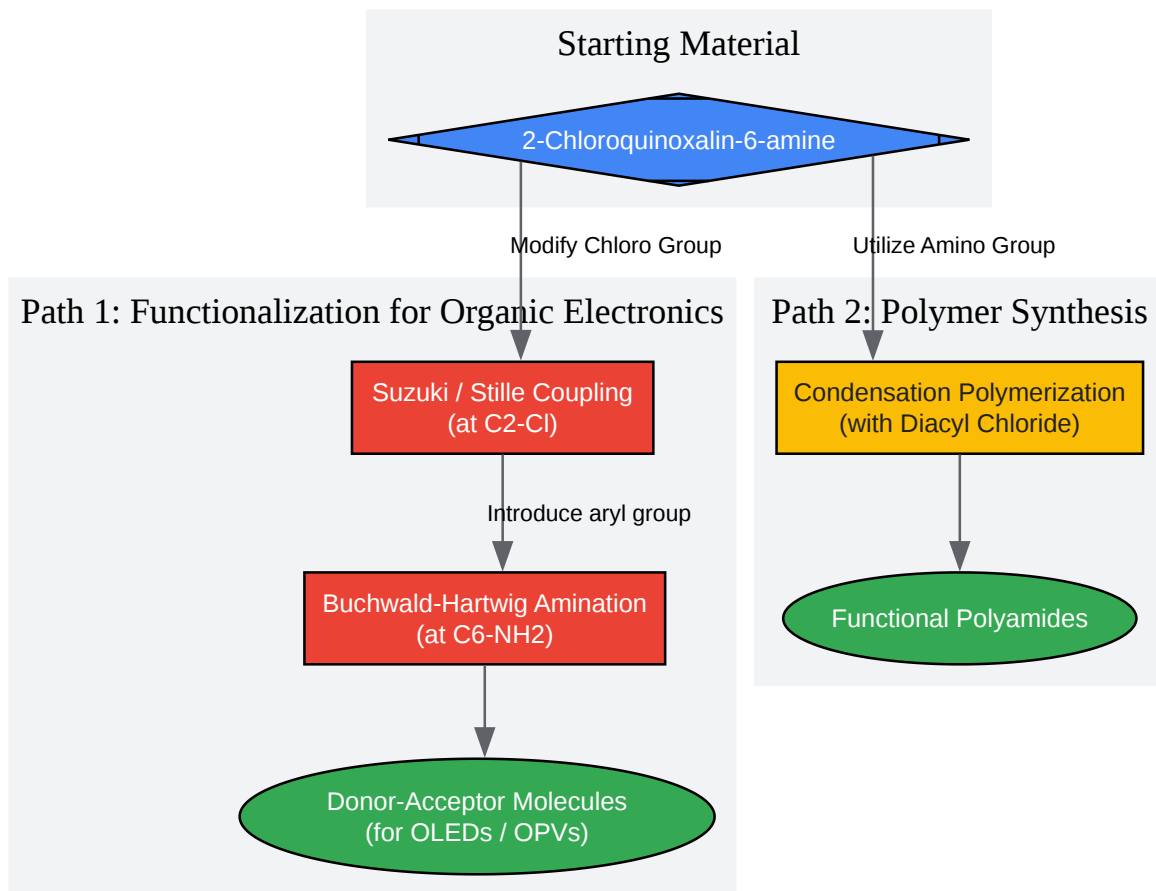 Starting Material
2-Chloroquinoxalin-6-amine
Modify Chloro Group
Utilize Amino Group
Path 1: Functionalization for Organic Electronics
Suzuki / Stille Coupling
(at C2-Cl)
Introduce aryl group
Buchwald-Hartwig Amination
(at C6-NH2)
Donor-Acceptor Molecules
(for OLEDs / OPVs)
Path 2: Polymer Synthesis
Condensation Polymerization
(with Diacyl Chloride)
Functional Polyamides